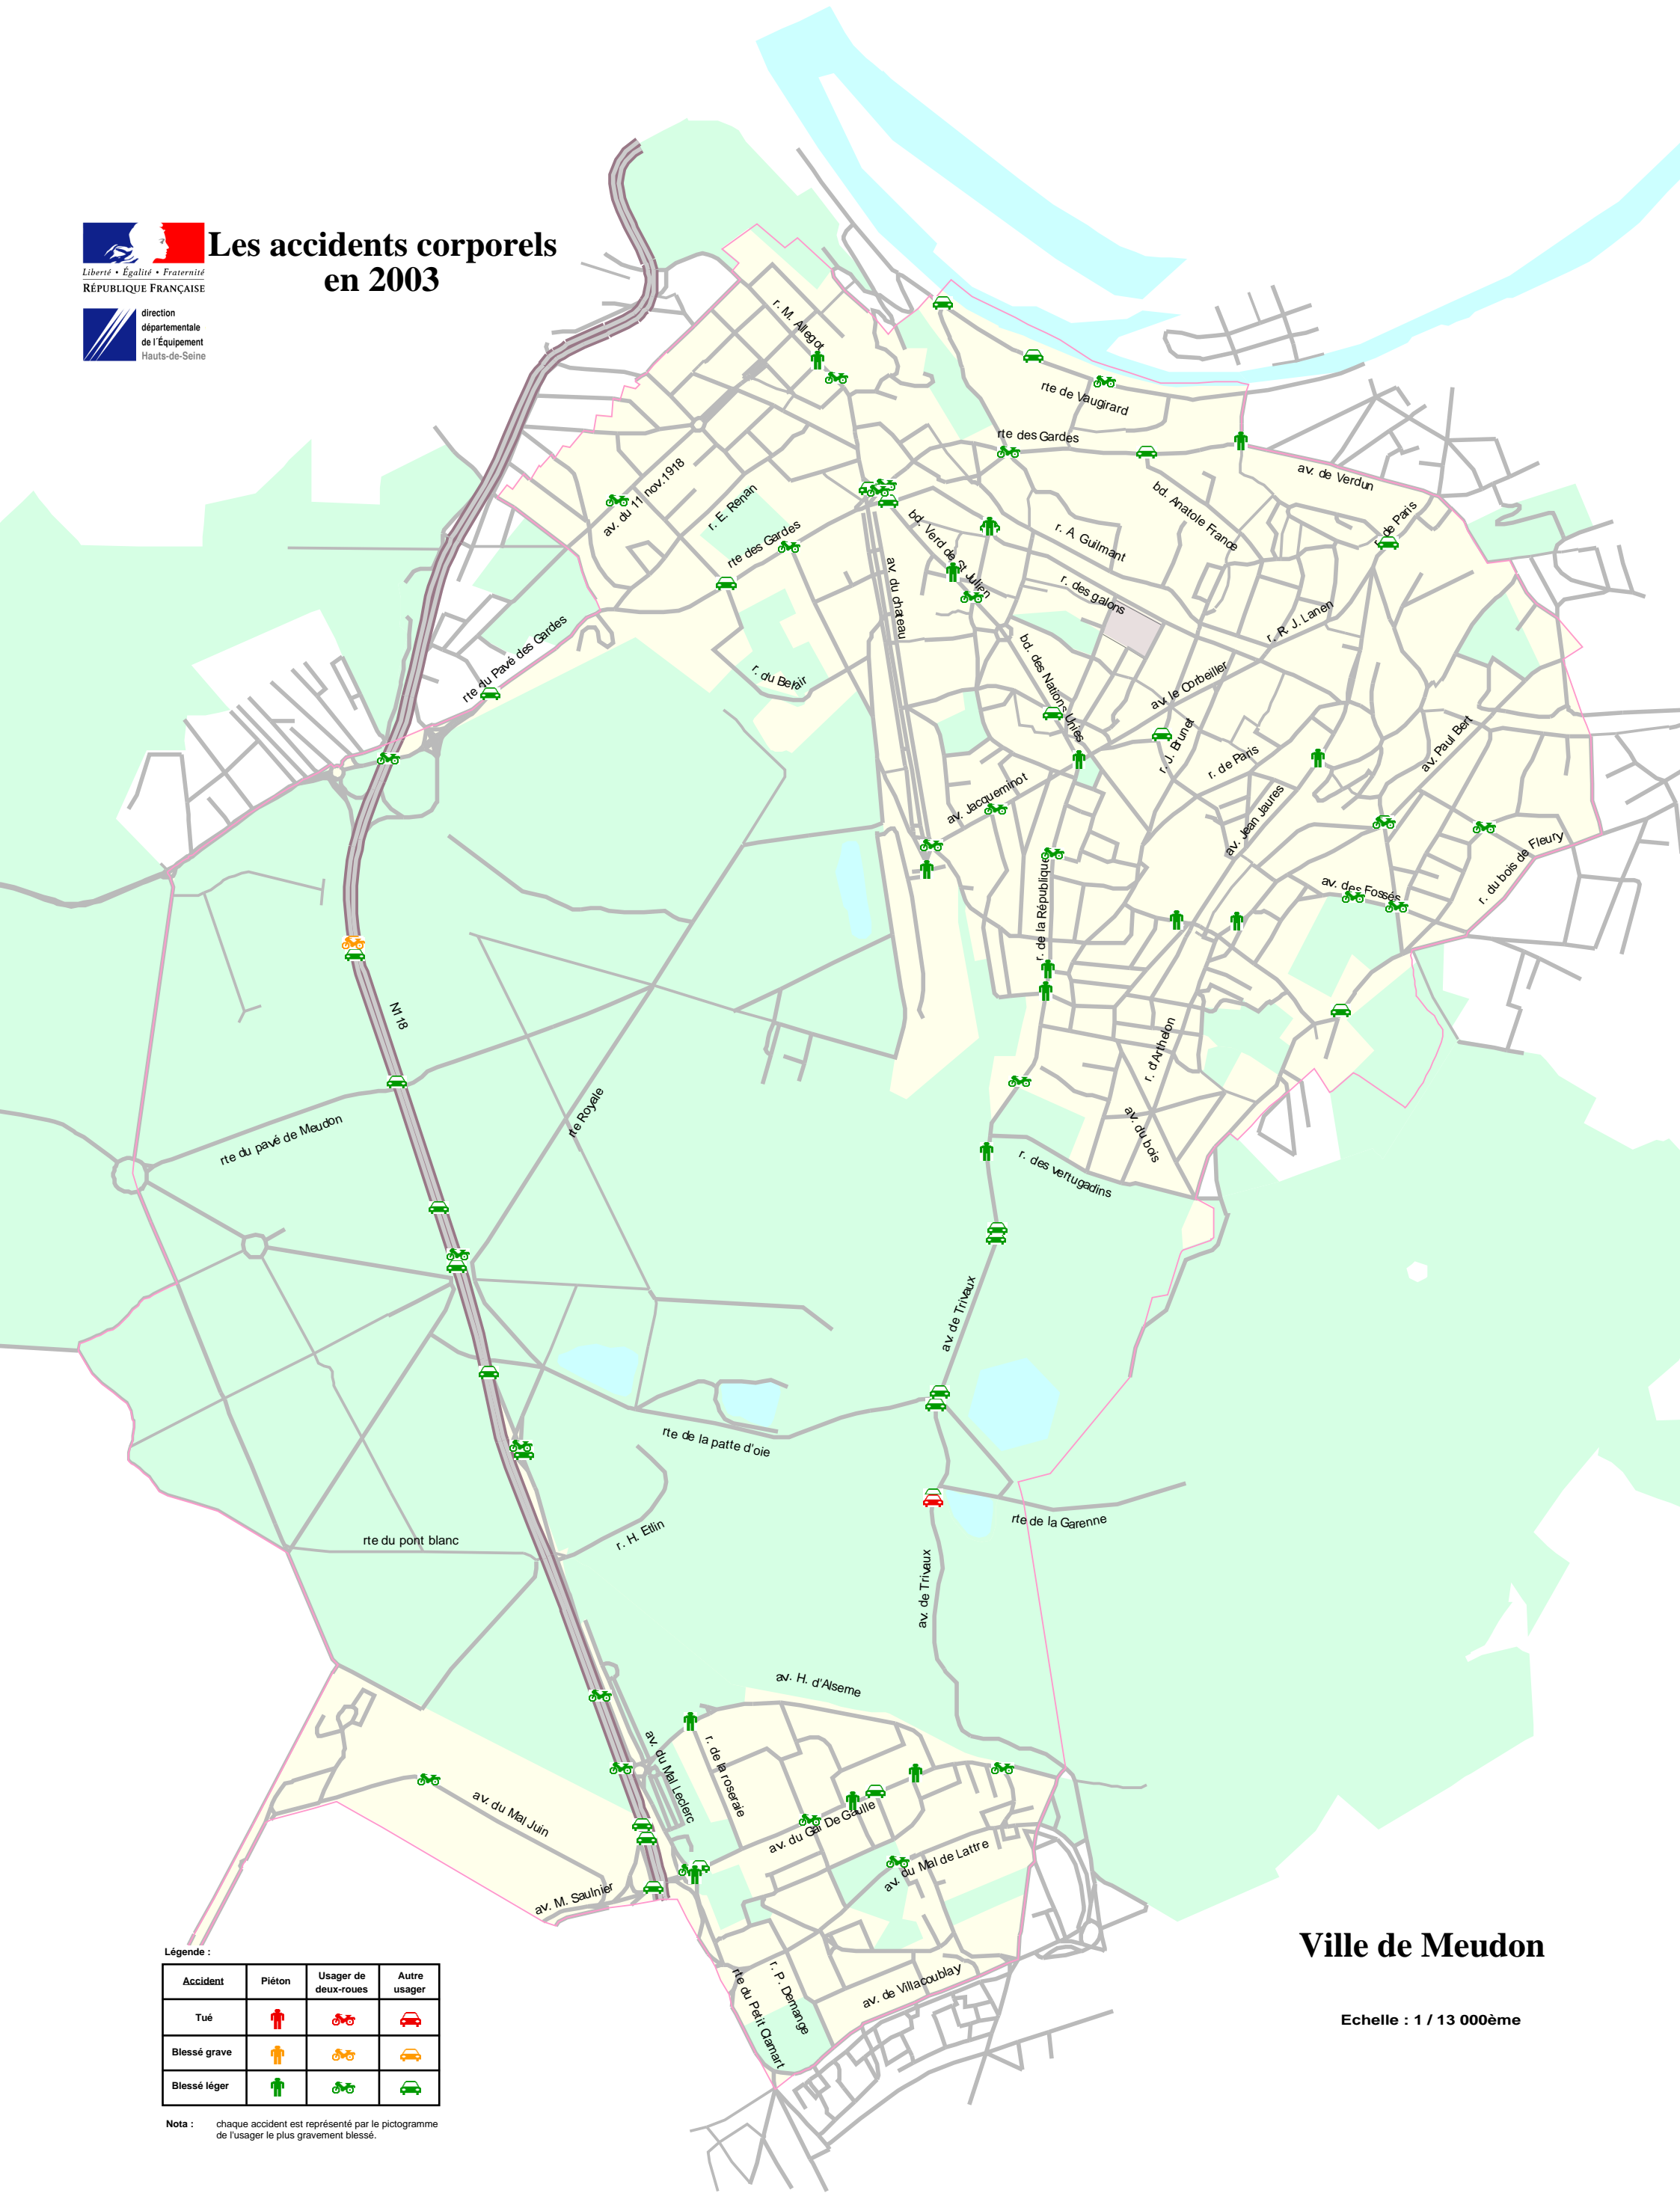 Les accidents corporels
en 2003
Liberté • Égalité • Fraternité
RÉPUBLIQUE FRANÇAISE
direction
départementale
de l'Équipement
Hauts-de-Seine
r. M. Allegot
rte de Vaugirard
rte des Gardes
av. de Verdun
av. du 11 nov.1918
r. E. Renan
rte des Gardes
bd. Verd de St Julien
r. A. Guilmant
bd. Anatole France
r. de Paris
av. du chateau
r. des galons
r. R. J. Lanen
rte du Pavé des Gardes
r. du Bel air
bd. des Nations Unies
av. le Corbeiller
r. J. Brunet
r. de Paris
av. Paul Bert
av. Jacqueminot
av. Jean Jaures
r. de la République
av. des Fossés
r. du bois de Fleury
N118
r. d'Arthelon
rte du pavé de Meudon
rte Royale
av. du bois
r. des vertugadins
av. de Trivaux
rte de la patte d'oie
rte de la Garenne
rte du pont blanc
r. H. Etlin
av. de Trivaux
av. H. d'Alseme
av. du Mal Leclerc
r. de la roseraie
av. du Mal Juin
av. du Gal De Gaulle
av. du Mal de Lattre
av. M. Saulnier
rte du Petit Clamart
r. P. Demange
av. de Villacoublay
Ville de Meudon
Echelle : 1 / 13 000ème
Légende :
Accident Piéton Usager de deux-roues Autre usager
Tué
Blessé grave
Blessé léger
Nota : chaque accident est représenté par le pictogramme
de l'usager le plus gravement blessé.